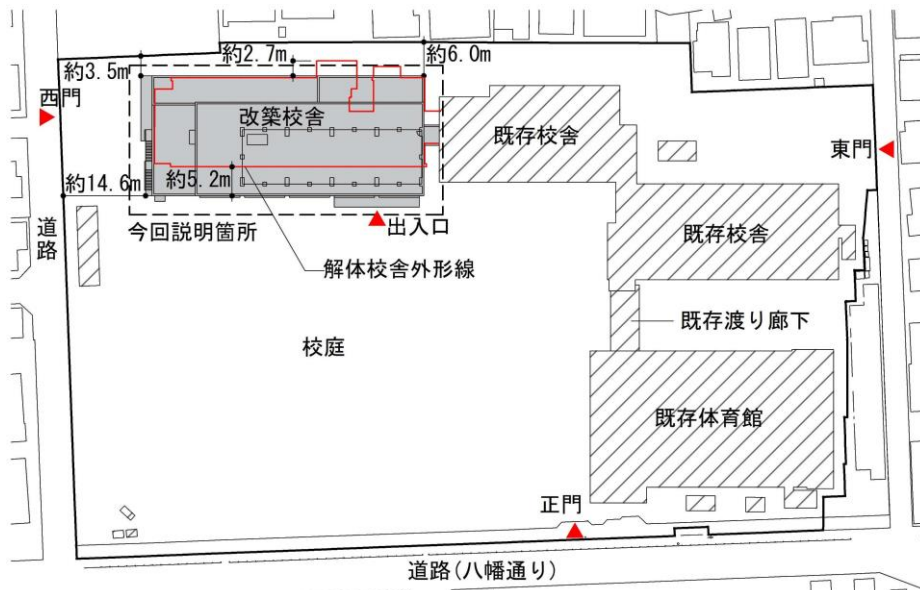 約2.7m
約6.0m
約3.5m
西門
改築校舎
既存校舎
東門
約14.6m
約5.2m
道路
今回説明箇所
出入口
既存校舎
解体校舎外形線
既存渡り廊下
校庭
既存体育館
正門
道路(八幡通り)